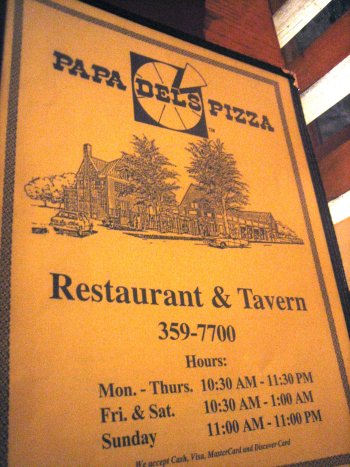 PAPA DEL'S PIZZA
TM
Restaurant & Tavern
359-7700
Hours:
Mon. - Thurs. 10:30 AM - 11:30 PM
Fri. & Sat. 10:30 AM - 1:00 AM
Sunday 11:00 AM - 11:00 PM
We accept Cash, Visa, MasterCard and Discover Card